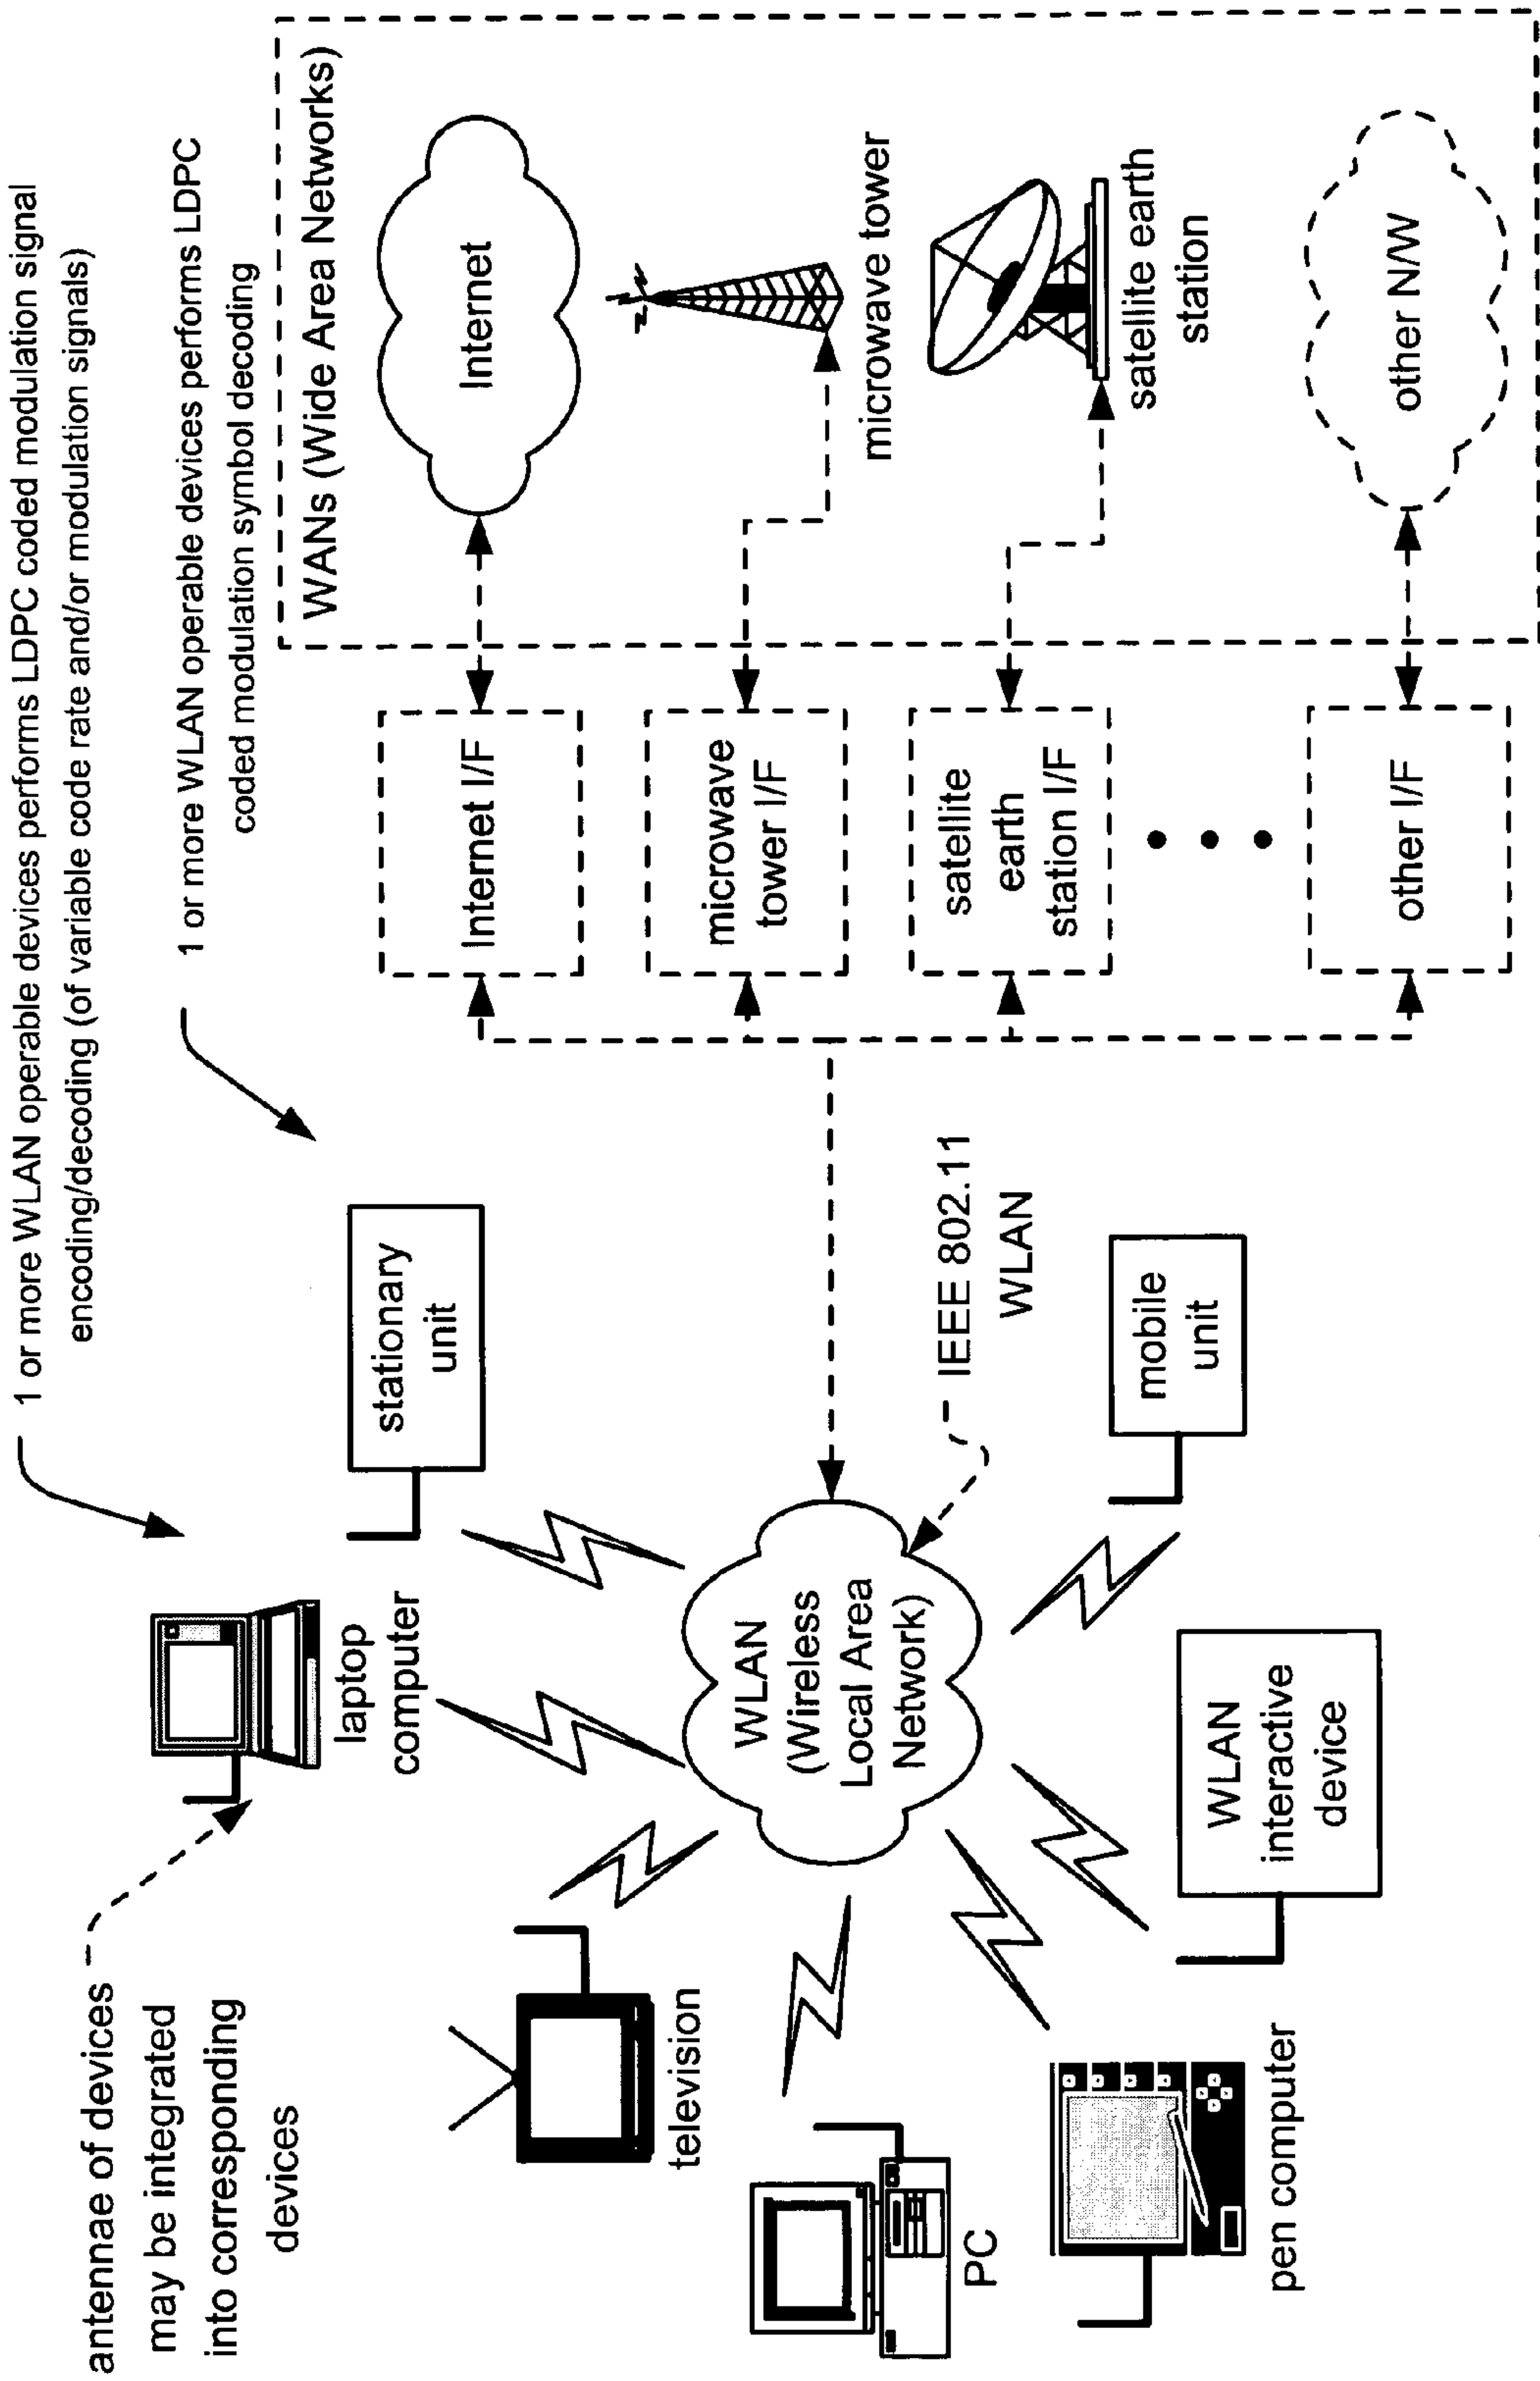 1 or more WLAN operable devices performs LDPC coded modulation signal
encoding/decoding (of variable code rate and/or modulation signals)
1 or more WLAN operable devices performs LDPC
coded modulation symbol decoding
antennae of devices
may be integrated
into corresponding
devices
laptop
computer
stationary
unit
television
PC
pen computer
WLAN
(Wireless
Local Area
Network)
IEEE 802.11
WLAN
WLAN
interactive
device
mobile
unit
Internet I/F
microwave
tower I/F
satellite
earth
station I/F
other I/F
WANs (Wide Area Networks)
Internet
microwave tower
satellite earth
station
other N/W